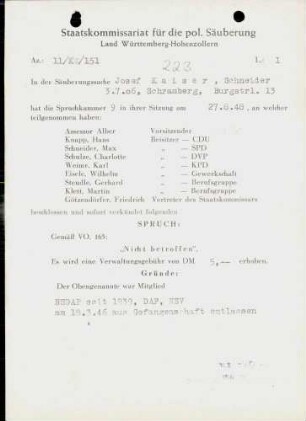 Staatskommissariat für die pol. Säuberung
Land Württemberg-Hohenzollern
Az. 11/KG/151 L. 1
223
In der Säuberungssache Josef Kaiser, Schneider
3.7.06, Schramberg, Burgstr. 13
hat die Spruchkammer 9 in ihrer Sitzung am 27.8.48, an welcher
teilgenommen haben:
Assessor Alber Vorsitzender
Knapp, Hans Beisitzer — CDU
Schneider, Max „ — SPD
Schulze, Charlotte „ — DVP
Werner, Karl „ — KPD
Eisele, Wilhelm „ — Gewerkschaft
Steudle, Gerhard „ — Berufsgruppe
Klett, Martin „ — Berufsgruppe
Götzendörfer, Friedrich Vertreter des Staatskommissars
beschlossen und sofort verkündet folgenden
SPRUCH:
Gemäß VO. 165:
„Nicht betroffen".
Es wird eine Verwaltungsgebühr von DM 5,-- erhoben.
Gründe:
Der Obengenannte war Mitglied
NSDAP seit 1939, DAF, NSV
am 18.3.46 aus Gefangenschaft entlassen